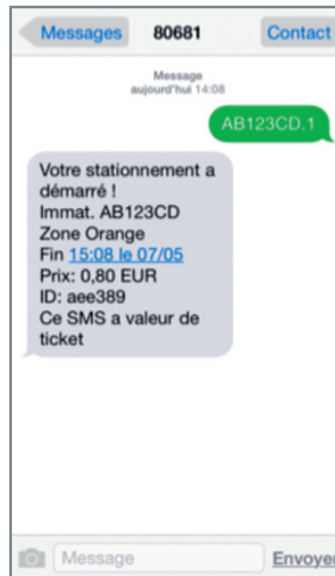 Messages 80681 Contact
Message
aujourd'hui 14:08
AB123CD.1
Votre stationnement a
démarré !
Immat. AB123CD
Zone Orange
Fin 15:08 le 07/05
Prix: 0,80 EUR
ID: aee389
Ce SMS a valeur de
ticket
Message Envoyer